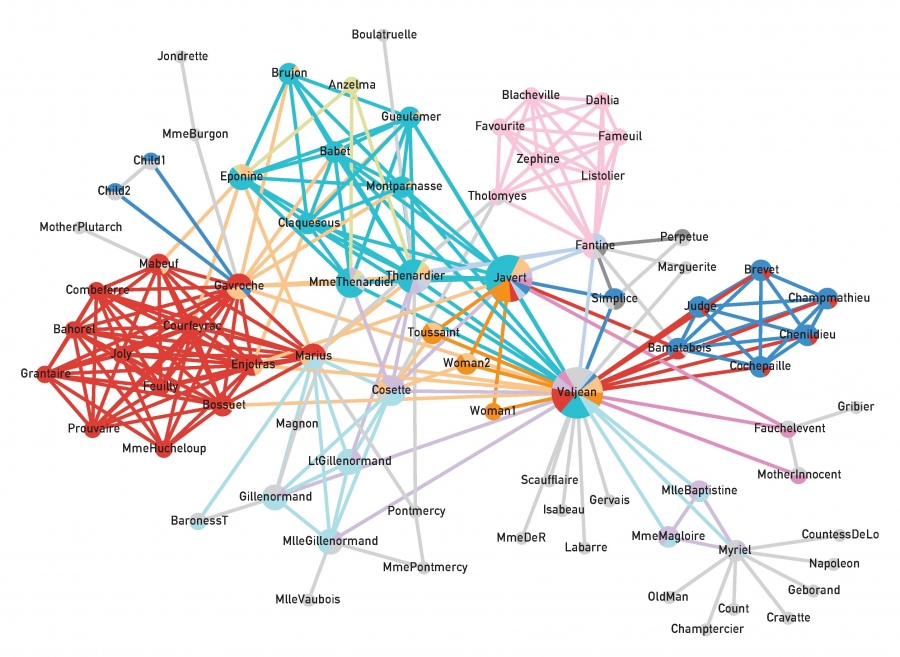 Boulatruelle
Jondrette
Brujon
Anzelma
Blacheville
Dahlia
Gueulemer
Favourite
Fameuil
MmeBurgon
Babet
Zephine
Child1
Eponine
Montparnasse
Listolier
Child2
Tholomyes
MotherPlutarch
Claquesous
Perpetue
Fantine
Mabeuf
Marguerite
Brevet
Thenardier
Javert
MmeThenardier
Gavroche
Combeferre
Simplice
Champmathieu
Judge
Courfeyrac
Bahorel
Toussaint
Chenildieu
Bamatabois
Joly
Marius
Enjolras
Woman2
Cochepaille
Grantaire
Feuilly
Cosette
Valjean
Bossuet
Woman1
Gribier
Magnon
Prouvaire
Fauchelevent
MmeHucheloup
LtGillenormand
MotherInnocent
Scaufflaire
MlleBaptistine
Gillenormand
Gervais
Isabeau
Pontmercy
BaronessT
MmeDeR
MmeMagloire
CountessDeLo
MlleGillenormand
Labarre
Myriel
Napoleon
MmePontmercy
Geborand
OldMan
MlleVaubois
Count
Cravatte
Champtercier